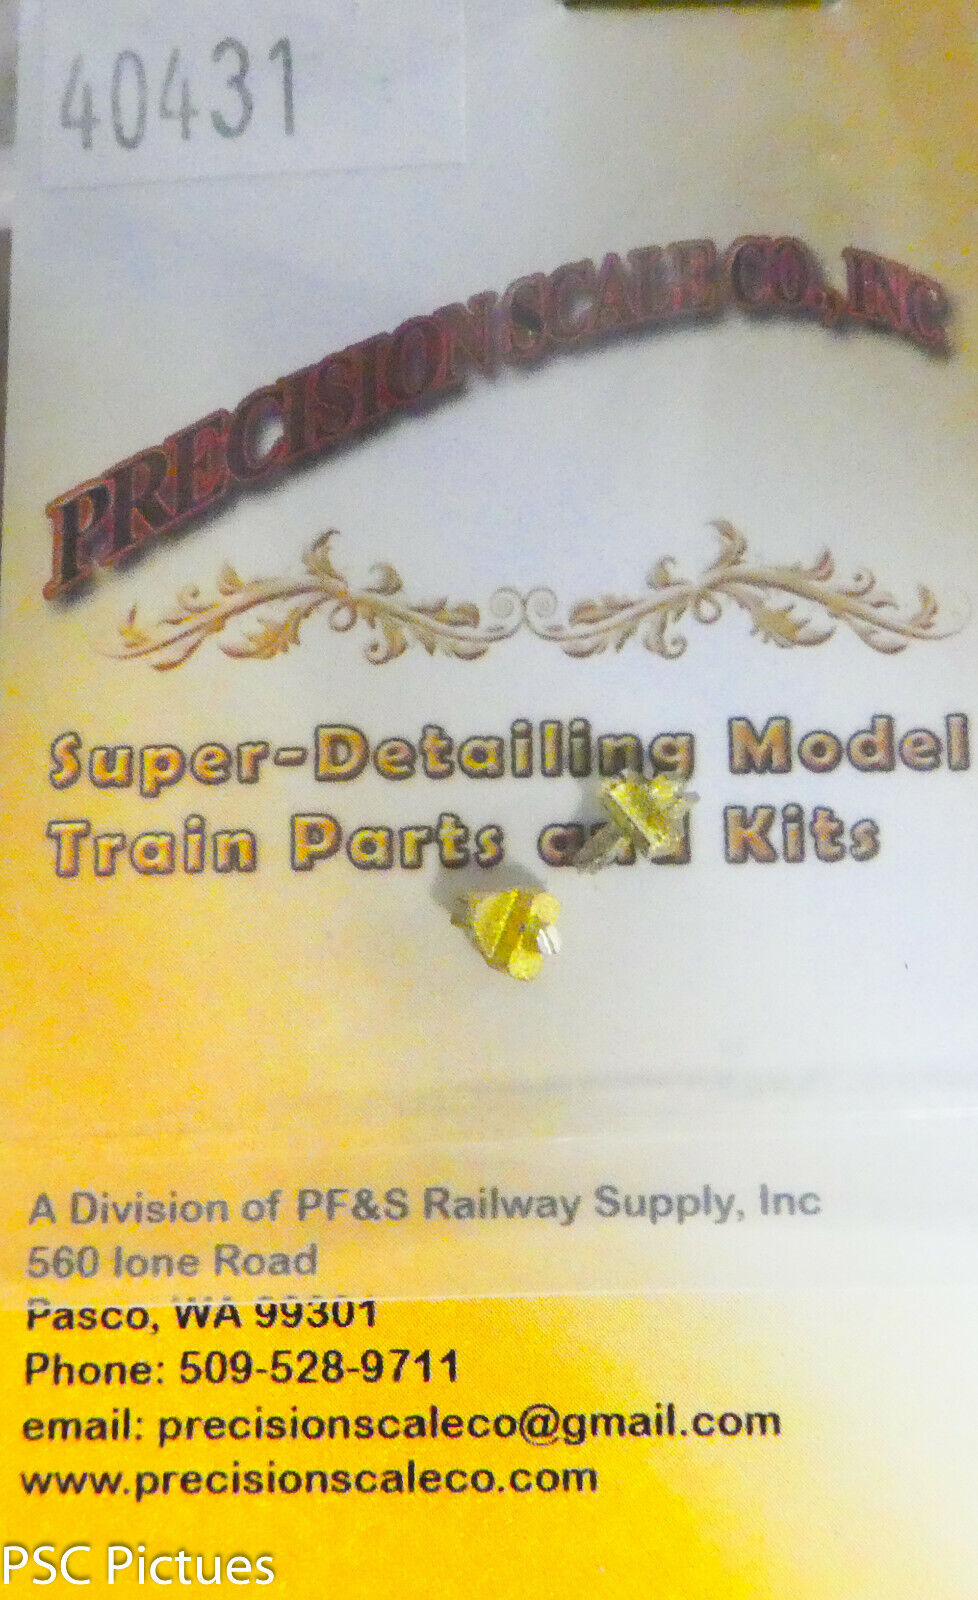 40431
PRECISION SCALE CO., INC
Super-Detailing Model
Train Parts and Kits
A Division of PF&S Railway Supply, Inc
560 Ione Road
Pasco, WA 99301
Phone: 509-528-9711
email: precisionscaleco@gmail.com
www.precisionscaleco.com
PSC Pictues